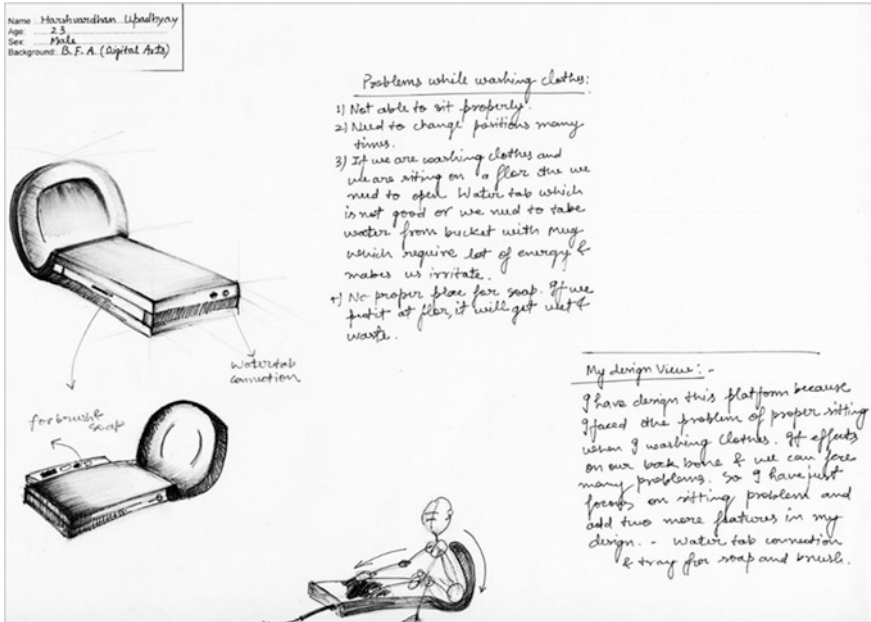 Name: Harshvardhan Upadhyay
Age: 23
Sex: Male
Background: B.F.A. (Digital Arts)
Problems while washing clothes:
1) Not able to sit properly.
2) Need to change positions many
times.
3) If we are washing clothes and
we are siting on a flor the we
need to open Water tab which
is not good or we need to take
water from bucket with mug
which require lot of energy &
makes us irritate.
4) No proper place for soap. If we
put it at flor, it will get wet &
waste.
Water tab
connection
for brush &
soap
My design View: -
I have design this platform because
I faced the problem of proper sitting
when I washing clothes. It effects
on our back bone & we can face
many problems. So I have just
focus on sitting problem and
add two more features in my
design. - Water tab connection
& tray for soap and brush.